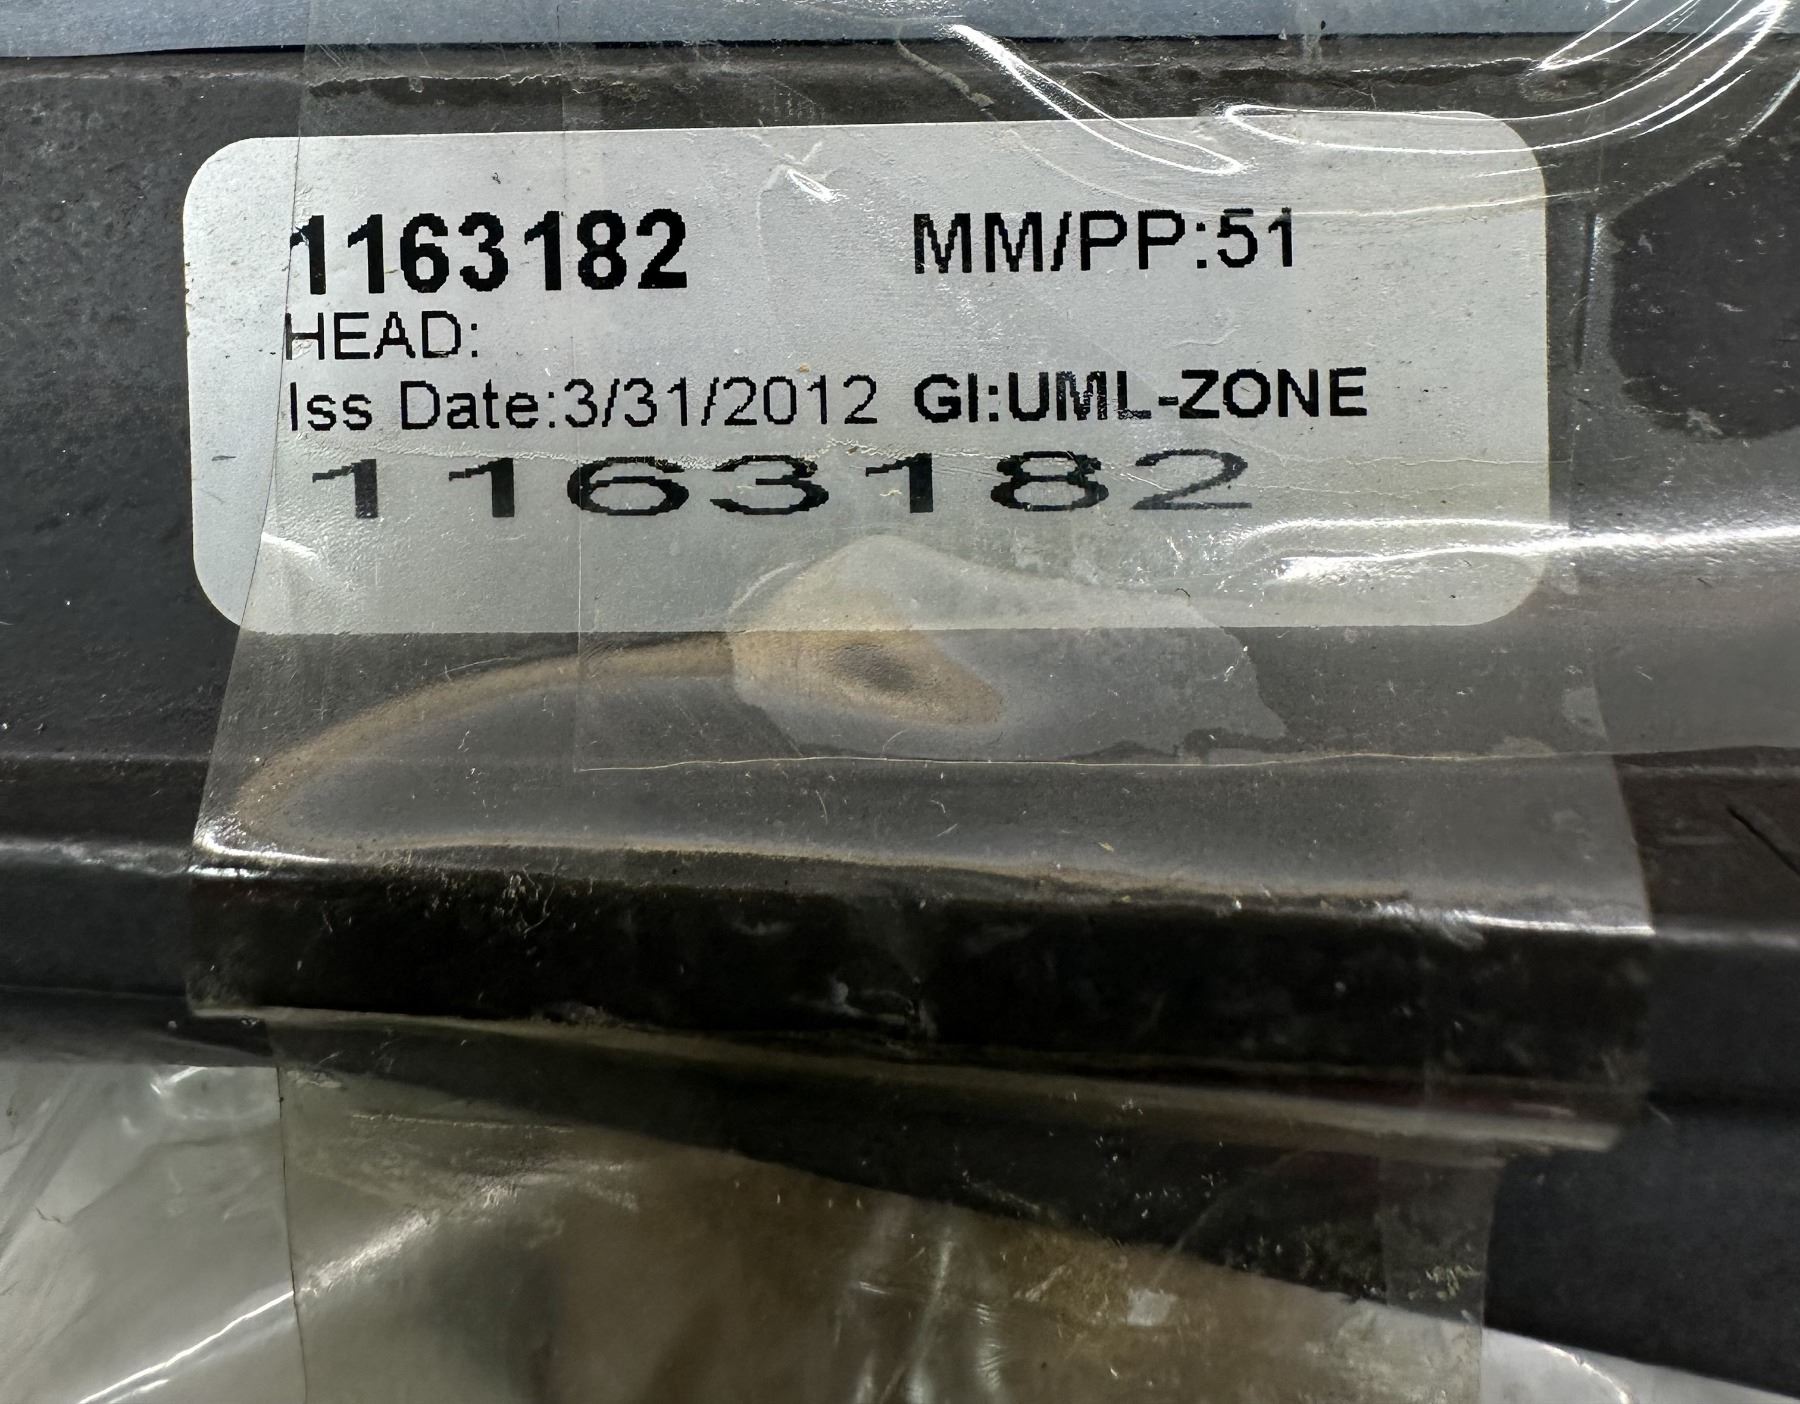 1163182 MM/PP:51
HEAD:
Iss Date:3/31/2012 GI:UML-ZONE
1163182